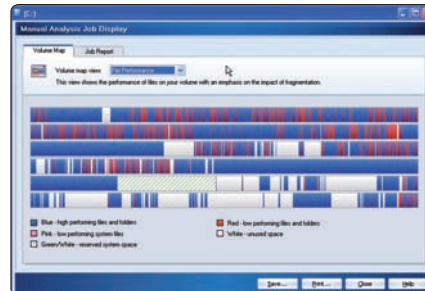 [C:]
Manual Analysis Job Display
Volume Map Job Report
Volume map view: File Performance
This view shows the performance of files on your volume with an emphasis on the impact of fragmentation.
Blue - high performing files and folders Red - low performing files and folders
Pink - low performing system files White - unused space
Green/White - reserved system space
Save... Print... Close Help